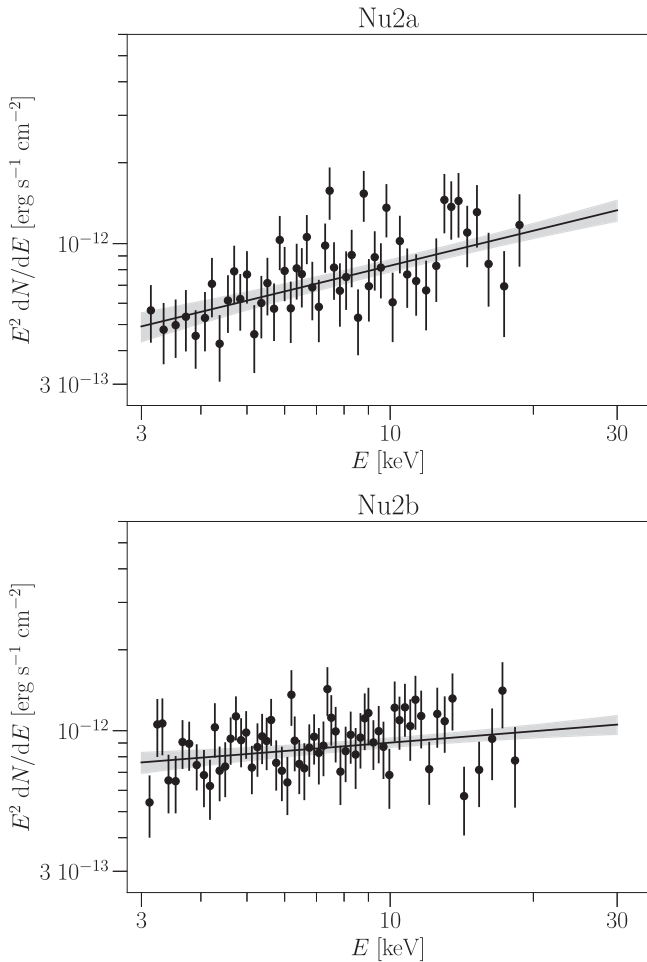 Nu2a
E² dN/dE [erg s⁻¹ cm⁻²]
10⁻¹²
3 10⁻¹³
3
10
30
E [keV]
Nu2b
E² dN/dE [erg s⁻¹ cm⁻²]
10⁻¹²
3 10⁻¹³
3
10
30
E [keV]